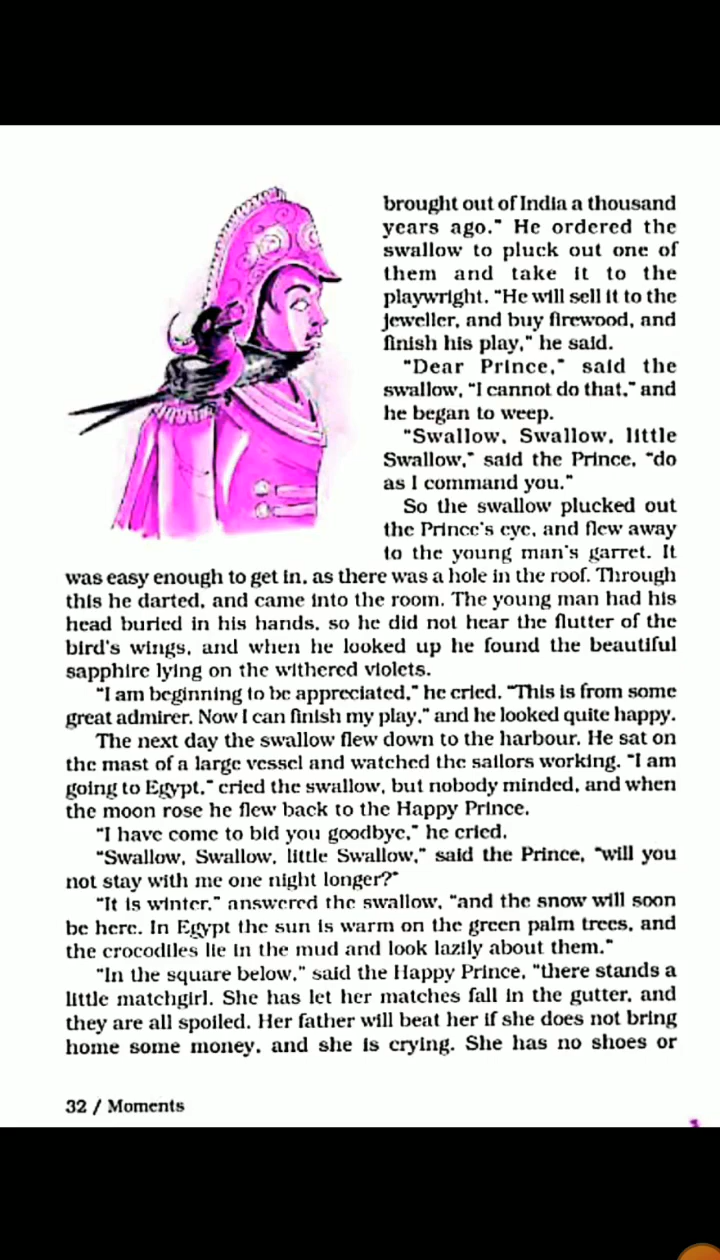 brought out of India a thousand
years ago." He ordered the
swallow to pluck out one of
them and take it to the
playwright. "He will sell it to the
jeweller, and buy firewood, and
finish his play," he said.
"Dear Prince," said the
swallow, "I cannot do that," and
he began to weep.
"Swallow, Swallow, little
Swallow," said the Prince, "do
as I command you."
So the swallow plucked out
the Prince's eye, and flew away
to the young man's garret. It
was easy enough to get in, as there was a hole in the roof. Through
this he darted, and came into the room. The young man had his
head buried in his hands, so he did not hear the flutter of the
bird's wings, and when he looked up he found the beautiful
sapphire lying on the withered violets.
"I am beginning to be appreciated," he cried. "This is from some
great admirer. Now I can finish my play," and he looked quite happy.
The next day the swallow flew down to the harbour. He sat on
the mast of a large vessel and watched the sailors working. "I am
going to Egypt," cried the swallow, but nobody minded, and when
the moon rose he flew back to the Happy Prince.
"I have come to bid you goodbye," he cried.
"Swallow, Swallow, little Swallow," said the Prince, "will you
not stay with me one night longer?"
"It is winter," answered the swallow, "and the snow will soon
be here. In Egypt the sun is warm on the green palm trees, and
the crocodiles lie in the mud and look lazily about them."
"In the square below," said the Happy Prince, "there stands a
little matchgirl. She has let her matches fall in the gutter, and
they are all spoiled. Her father will beat her if she does not bring
home some money, and she is crying. She has no shoes or
32 / Moments